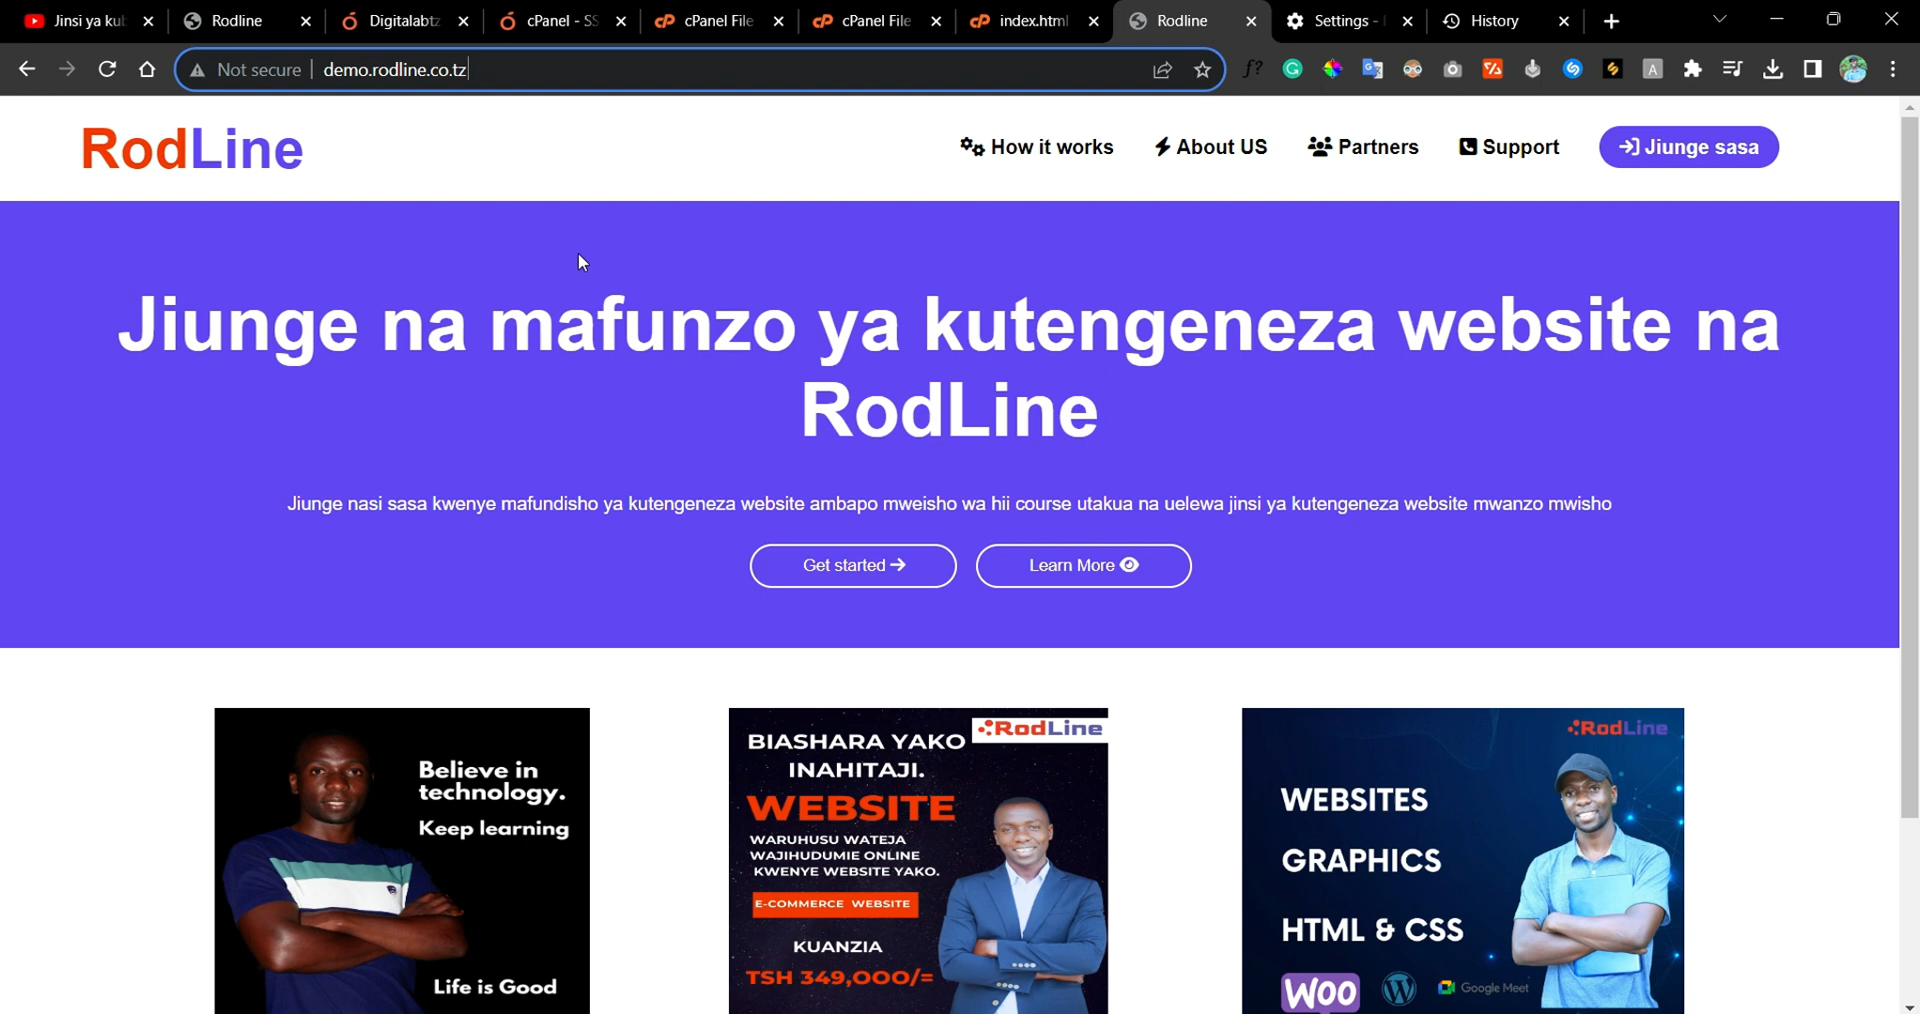 Jinsi ya kub
Rodline
Digitalabtz
cPanel - SS
cPanel File
cPanel File
index.html
Rodline
Settings -
History
Not secure
demo.rodline.co.tz
RodLine
How it works
About US
Partners
Support
Jiunge sasa
Jiunge na mafunzo ya kutengeneza website na
RodLine
Jiunge nasi sasa kwenye mafundisho ya kutengeneza website ambapo mweisho wa hii course utakua na uelewa jinsi ya kutengeneza website mwanzo mwisho
Get started
Learn More
Believe in
technology.
Keep learning
Life is Good
RodLine
BIASHARA YAKO
INAHITAJI.
WEBSITE
WARUHUSU WATEJA
WAJIHUDUMIE ONLINE
KWENYE WEBSITE YAKO.
E-COMMERCE WEBSITE
KUANZIA
TSH 349,000/=
RodLine
WEBSITES
GRAPHICS
HTML & CSS
WOO
Google Meet